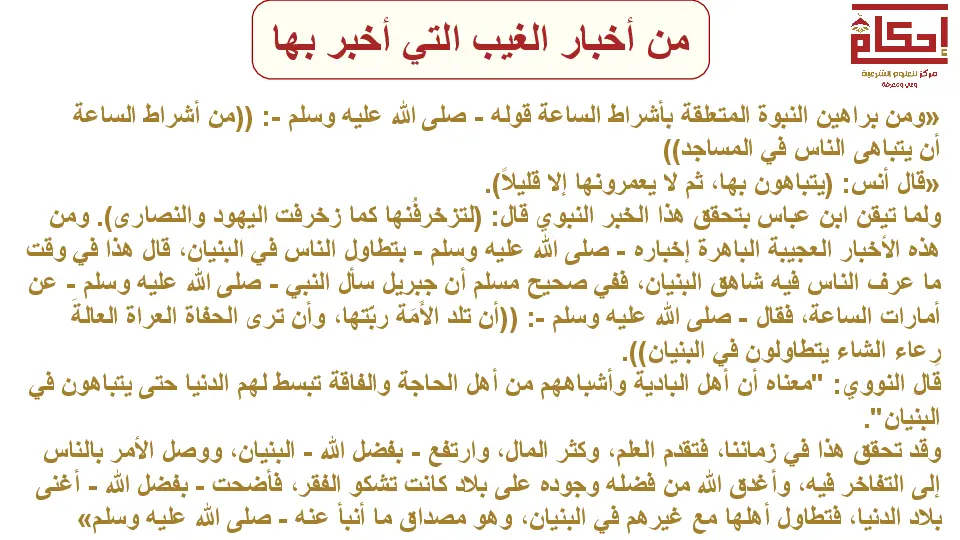 من أخبار الغيب التي أخبر بها
إحكام
مركز للعلوم الشرعية
وعي ومعرفة
«ومن براهين النبوة المتعلقة بأشراط الساعة قوله - صلى الله عليه وسلم -: ((من أشراط الساعة
أن يتباهى الناس في المساجد))
«قال أنس: (يتباهون بها، ثم لا يعمرونها إلا قليلاً).
ولما تيقن ابن عباس بتحقق هذا الخبر النبوي قال: (لتزخرفُنها كما زخرفت اليهود والنصارى). ومن
هذه الأخبار العجيبة الباهرة إخباره - صلى الله عليه وسلم - بتطاول الناس في البنيان، قال هذا في وقت
ما عرف الناس فيه شاهق البنيان، ففي صحيح مسلم أن جبريل سأل النبي - صلى الله عليه وسلم - عن
أمارات الساعة، فقال - صلى الله عليه وسلم -: ((أن تلد الأَمَة ربّتها، وأن ترى الحفاة العراة العالةَ
رِعاء الشاء يتطاولون في البنيان)).
قال النووي: "معناه أن أهل البادية وأشباههم من أهل الحاجة والفاقة تبسط لهم الدنيا حتى يتباهون في
البنيان".
وقد تحقق هذا في زماننا، فتقدم العلم، وكثر المال، وارتفع - بفضل الله - البنيان، ووصل الأمر بالناس
إلى التفاخر فيه، وأغدق الله من فضله وجوده على بلاد كانت تشكو الفقر، فأضحت - بفضل الله - أغنى
بلاد الدنيا، فتطاول أهلها مع غيرهم في البنيان، وهو مصداق ما أنبأ عنه - صلى الله عليه وسلم»